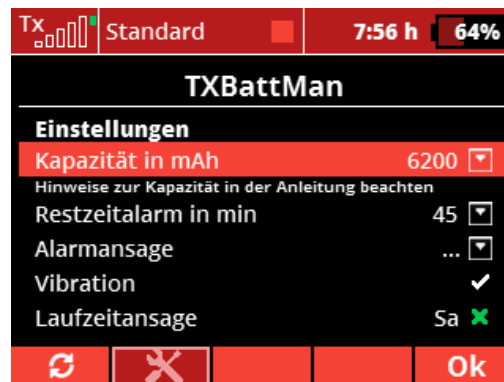 Tx Standard 7:56 h 64%
TXBattMan
Einstellungen
Kapazität in mAh 6200
Hinweise zur Kapazität in der Anleitung beachten
Restzeitalarm in min 45
Alarmansage ...
Vibration
Laufzeitansage Sa
Ok